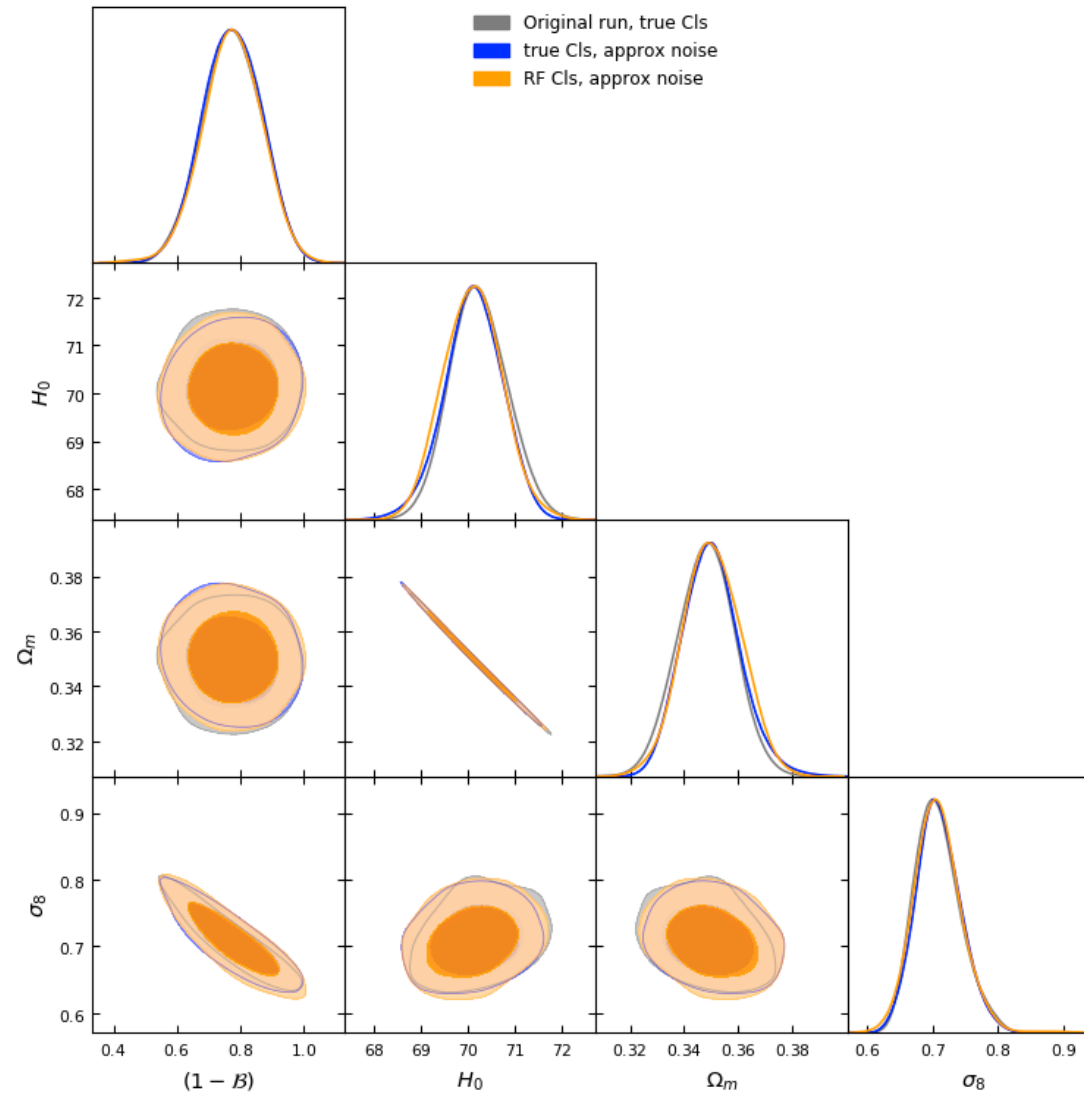 Original run, true Cls
true Cls, approx noise
RF Cls, approx noise
72
71
70
69
68
H₀
0.38
0.36
0.34
0.32
Ωₘ
0.9
0.8
0.7
0.6
σ₈
0.4 0.6 0.8 1.0 68 69 70 71 72 0.32 0.34 0.36 0.38 0.6 0.7 0.8 0.9
(1 − ℬ) H₀ Ωₘ σ₈